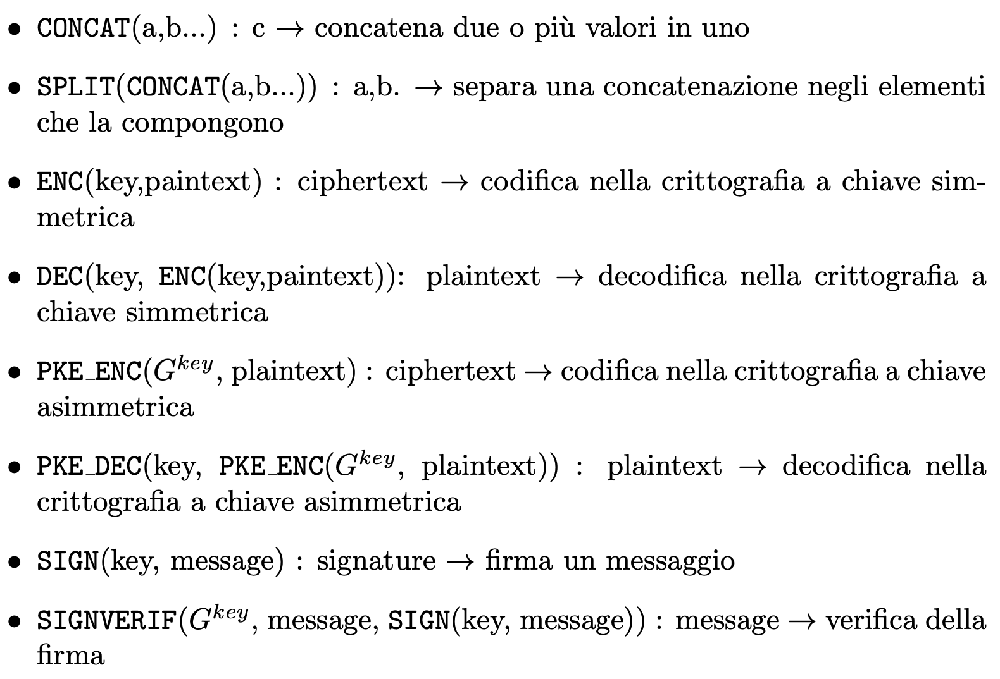 • CONCAT(a,b...) : c → concatena due o più valori in uno
• SPLIT(CONCAT(a,b...)) : a,b. → separa una concatenazione negli elementi
che la compongono
• ENC(key,paintext) : ciphertext → codifica nella crittografia a chiave sim-
metrica
• DEC(key, ENC(key,paintext)): plaintext → decodifica nella crittografia a
chiave simmetrica
• PKE_ENC(G^key, plaintext) : ciphertext → codifica nella crittografia a chiave
asimmetrica
• PKE_DEC(key, PKE_ENC(G^key, plaintext)) : plaintext → decodifica nella
crittografia a chiave asimmetrica
• SIGN(key, message) : signature → firma un messaggio
• SIGNVERIF(G^key, message, SIGN(key, message)) : message → verifica della
firma